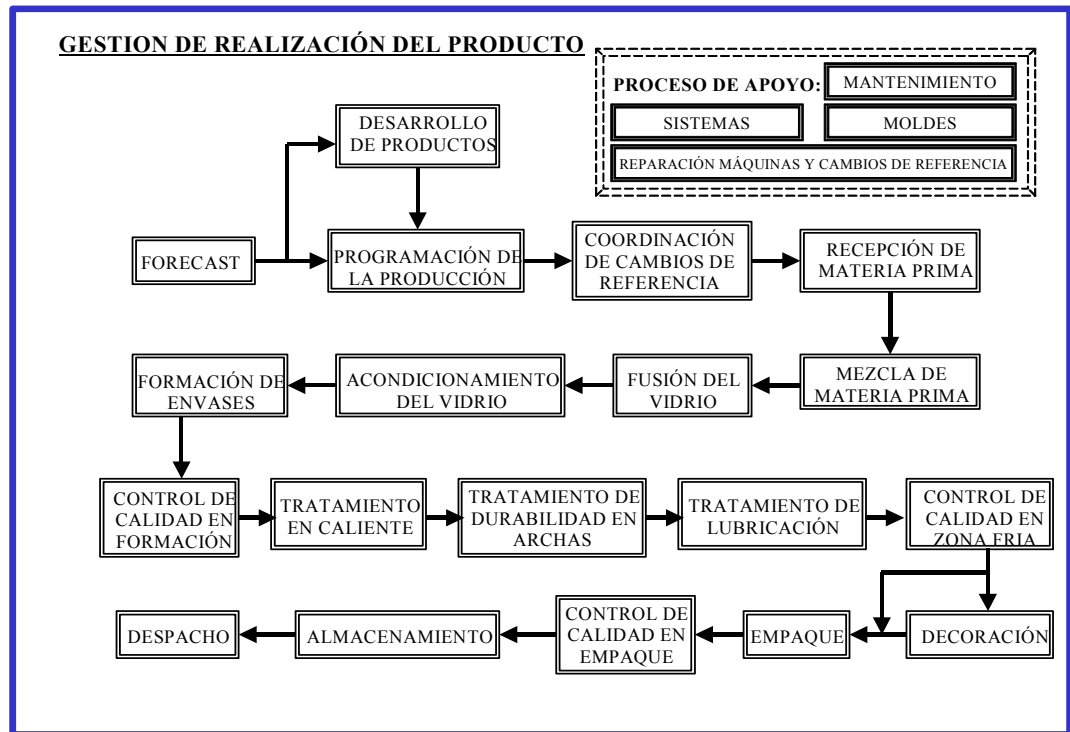 GESTION DE REALIZACIÓN DEL PRODUCTO
PROCESO DE APOYO:
MANTENIMIENTO
SISTEMAS
MOLDES
REPARACIÓN MÁQUINAS Y CAMBIOS DE REFERENCIA
DESARROLLO
DE PRODUCTOS
FORECAST
PROGRAMACIÓN DE
LA PRODUCCIÓN
COORDINACIÓN
DE CAMBIOS DE
REFERENCIA
RECEPCIÓN DE
MATERIA PRIMA
MEZCLA DE
MATERIA PRIMA
FUSIÓN DEL
VIDRIO
ACONDICIONAMIENTO
DEL VIDRIO
FORMACIÓN DE
ENVASES
CONTROL DE
CALIDAD EN
FORMACIÓN
TRATAMIENTO
EN CALIENTE
TRATAMIENTO DE
DURABILIDAD EN
ARCHAS
TRATAMIENTO DE
LUBRICACIÓN
CONTROL DE
CALIDAD EN
ZONA FRIA
DECORACIÓN
EMPAQUE
CONTROL DE
CALIDAD EN
EMPAQUE
ALMACENAMIENTO
DESPACHO